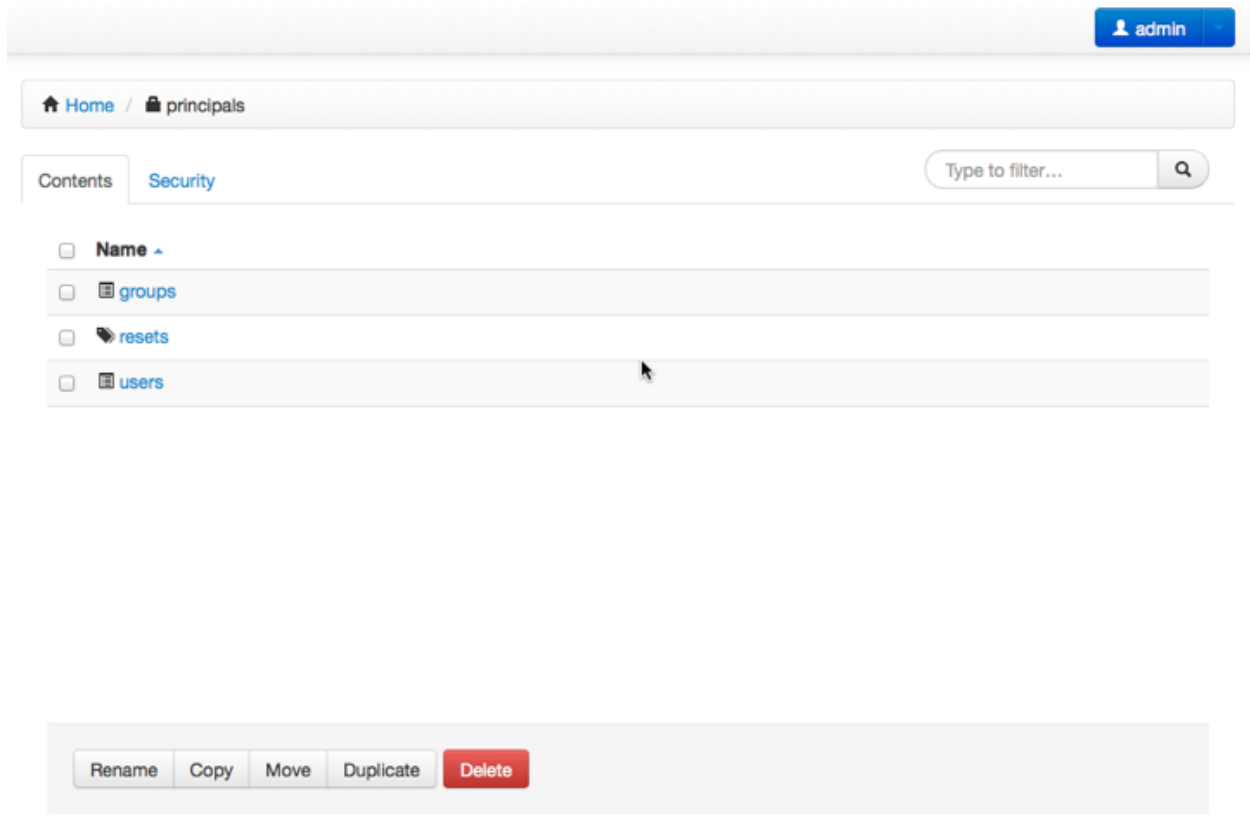 admin
Home / principals
Contents Security Type to filter...
Name
groups
resets
users
Rename Copy Move Duplicate Delete